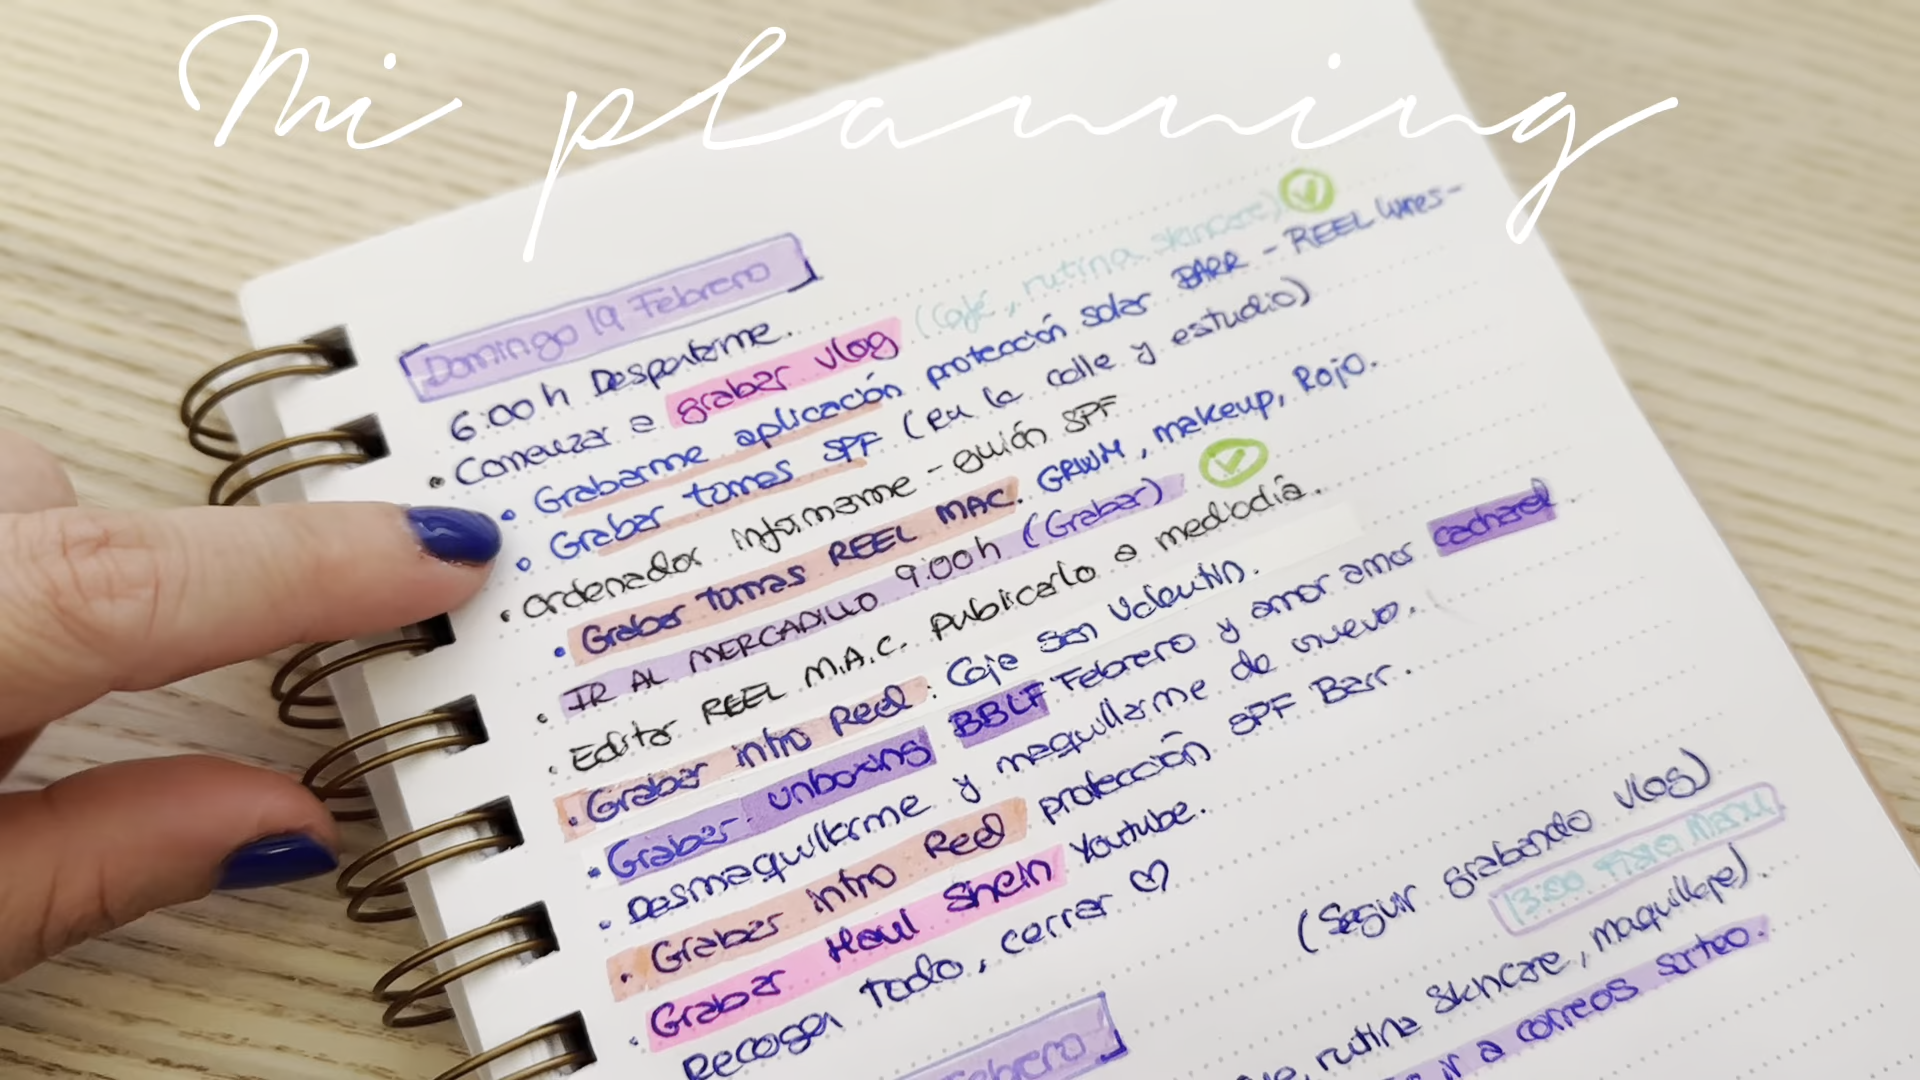 Mi planning
Domingo 19 Febrero
6:00h Despertarme.
• Comenzar a grabar vlog (Café, rutina skincare)
• Grabarme aplicación protección solar BARR - REEL lunes -
• Grabar tomas SPF (en la calle y estudio)
• Ordenador informarme - guión SPF
• Grabar tomas REEL MAC. GRWM, makeup, Rojo.
• IR AL MERCADILLO 9:00h (Grabar)
• Editar REEL M.A.C. Publicarlo a mediodía.
• Grabar intro Reel: Caja San Valentín.
• Grabar unboxing BBLF Febrero y amor amor cacharel.
• Desmaquillarme y maquillarme de nuevo.
• Grabar intro Reel protección SPF Barr.
• Grabar Haul Shein Youtube.
Recoger todo, cerrar ♡
(Seguir grabando vlog)
Febrero
13:00
rutina skincare, maquillaje).
Ir a correos sorteo.